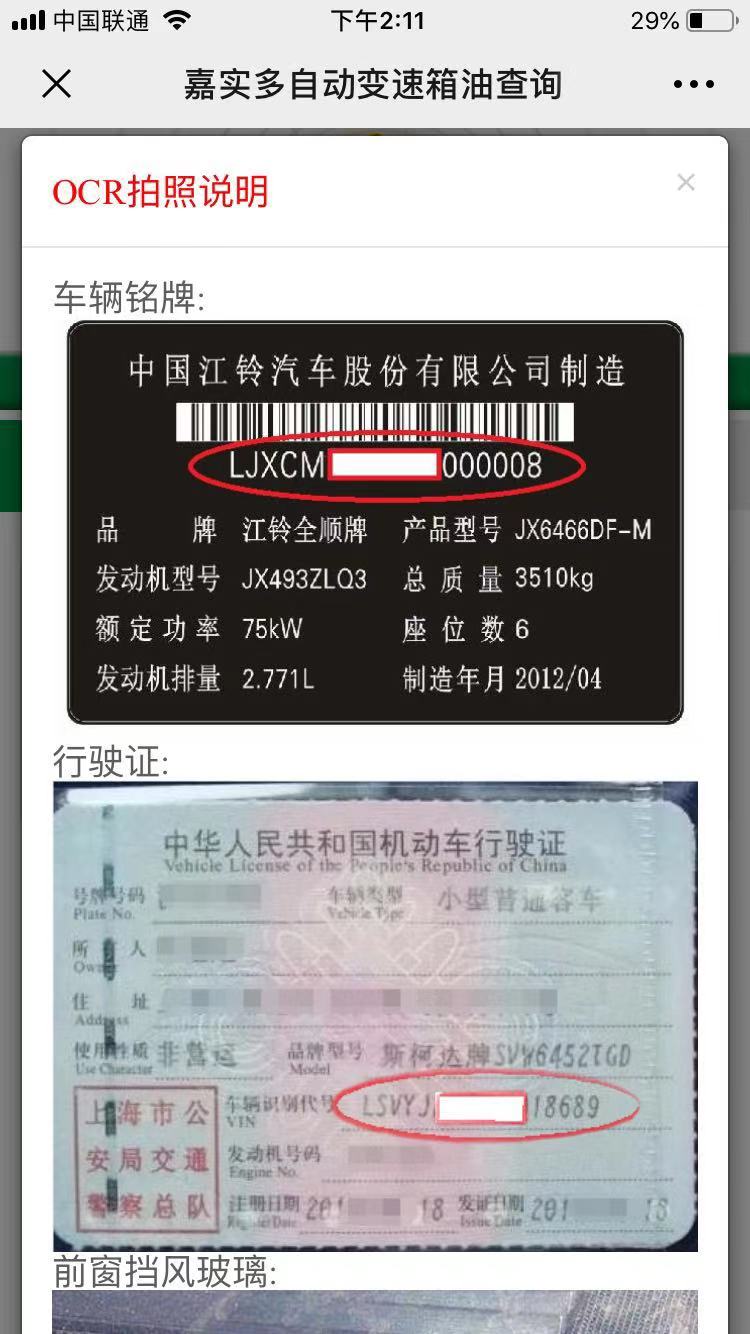 中国联通 下午2:11 29%
嘉实多自动变速箱油查询
OCR拍照说明
车辆铭牌:
中国江铃汽车股份有限公司制造
LJXCM 000008
品牌 江铃全顺牌 产品型号 JX6466DF-M
发动机型号 JX493ZLQ3 总质量 3510kg
额定功率 75kW 座位数 6
发动机排量 2.771L 制造年月 2012/04
行驶证:
中华人民共和国机动车行驶证
Vehicle License of the People's Republic of China
号牌号码 车辆类型 小型普通客车
Plate No. Vehicle Type
所有人
Owner
住址
Address
使用性质 非营运 品牌型号 斯柯达牌SVW6452TGD
Use Character Model
上海市公安局交通警察总队
车辆识别代号 LSVYJ 18689
VIN
发动机号码
Engine No.
注册日期 201 18 发证日期 201 18
Register Date Issue Date
前窗挡风玻璃: